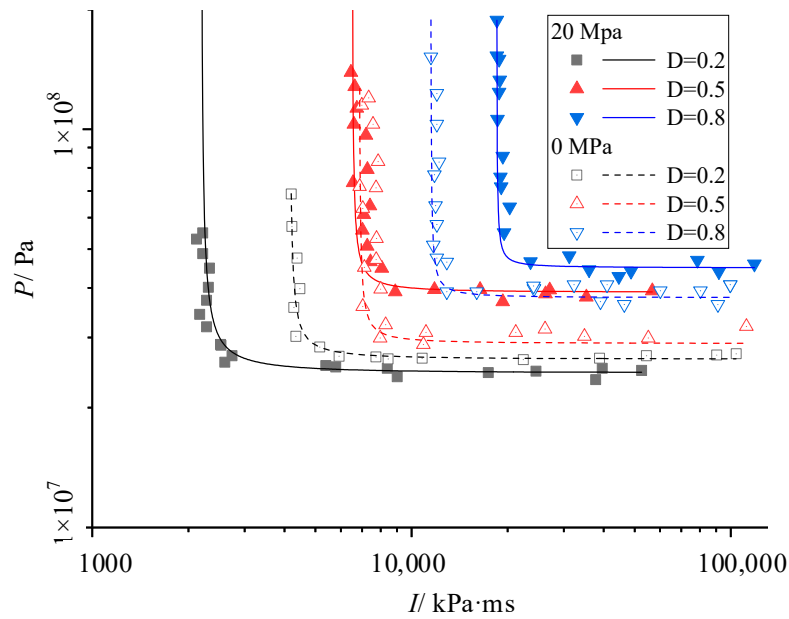 20 Mpa
D=0.2
D=0.5
D=0.8
0 MPa
D=0.2
D=0.5
D=0.8
1×10⁸
P/ Pa
1×10⁷
1000
10,000
100,000
I/ kPa·ms